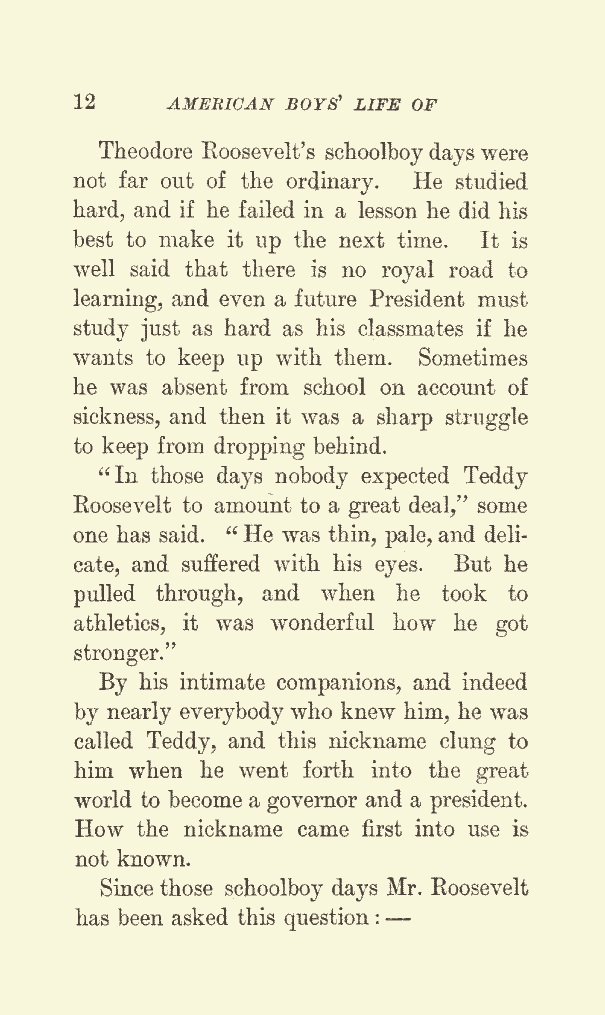 12 AMERICAN BOYS' LIFE OF
Theodore Roosevelt's schoolboy days were
not far out of the ordinary. He studied
hard, and if he failed in a lesson he did his
best to make it up the next time. It is
well said that there is no royal road to
learning, and even a future President must
study just as hard as his classmates if he
wants to keep up with them. Sometimes
he was absent from school on account of
sickness, and then it was a sharp struggle
to keep from dropping behind.
"In those days nobody expected Teddy
Roosevelt to amount to a great deal," some
one has said. "He was thin, pale, and deli-
cate, and suffered with his eyes. But he
pulled through, and when he took to
athletics, it was wonderful how he got
stronger."
By his intimate companions, and indeed
by nearly everybody who knew him, he was
called Teddy, and this nickname clung to
him when he went forth into the great
world to become a governor and a president.
How the nickname came first into use is
not known.
Since those schoolboy days Mr. Roosevelt
has been asked this question: —